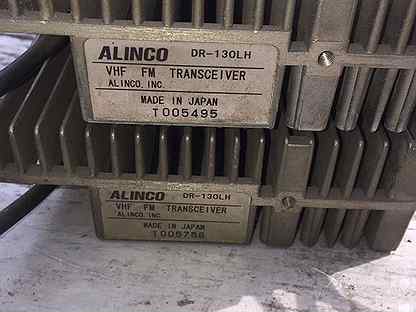 ALINCO DR-130LH
VHF FM TRANSCEIVER
ALINCO, INC.
MADE IN JAPAN
T005495
ALINCO DR-130LH
VHF FM TRANSCEIVER
ALINCO, INC.
MADE IN JAPAN